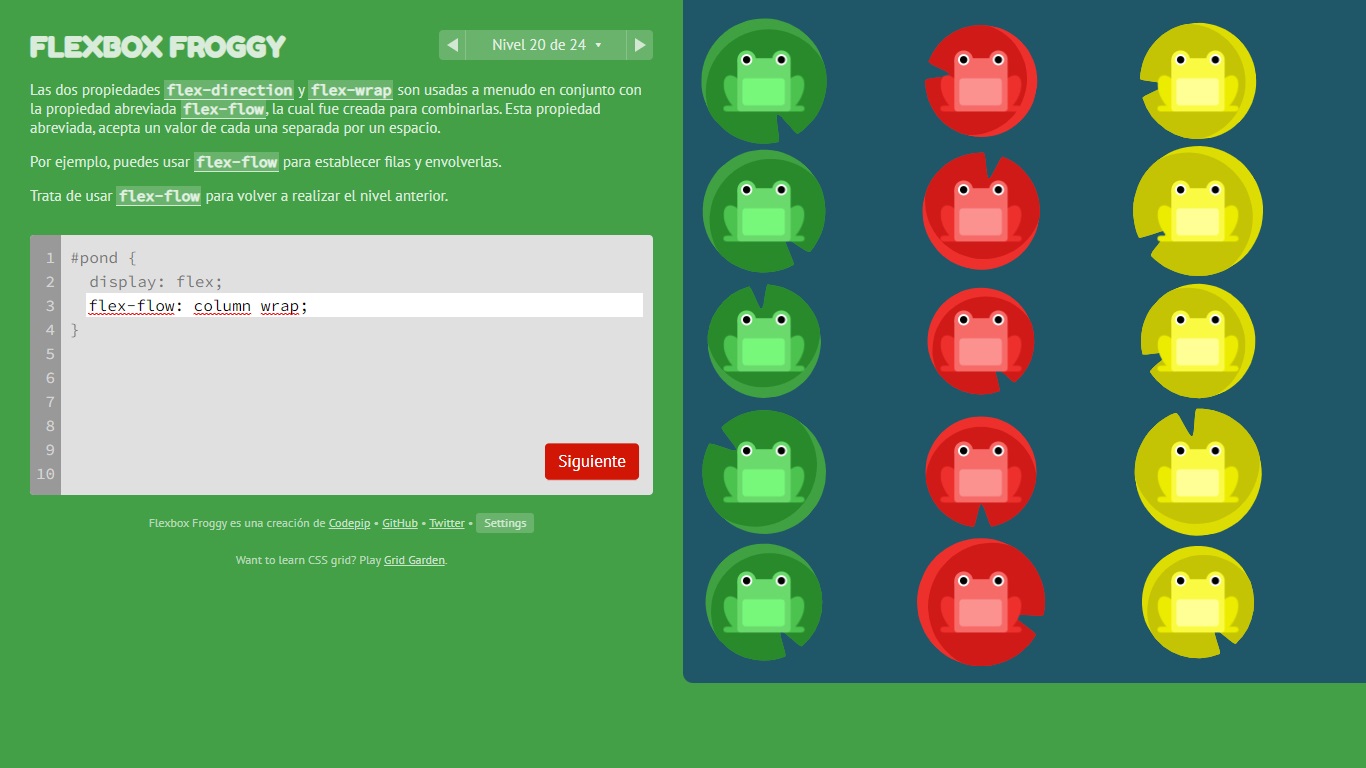 FLEXBOX FROGGY
Nivel 20 de 24
Las dos propiedades flex-direction y flex-wrap son usadas a menudo en conjunto con
la propiedad abreviada flex-flow, la cual fue creada para combinarlas. Esta propiedad
abreviada, acepta un valor de cada una separada por un espacio.
Por ejemplo, puedes usar flex-flow para establecer filas y envolverlas.
Trata de usar flex-flow para volver a realizar el nivel anterior.
1 #pond {
2 display: flex;
3 flex-flow: column wrap;
4 }
5
6
7
8
9
10
Siguiente
Flexbox Froggy es una creación de Codepip • GitHub • Twitter • Settings
Want to learn CSS grid? Play Grid Garden.